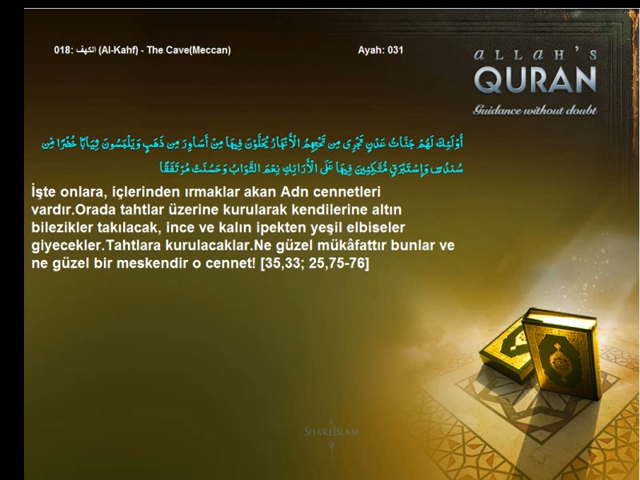 018: الكهف (Al-Kahf) - The Cave(Meccan) Ayah: 031
ALLAH'S
QURAN
Guidance without doubt
أُوْلَٰئِكَ لَهُمْ جَنَّاتُ عَدْنٍ تَجْرِي مِن تَحْتِهِمُ الْأَنْهَارُ يُحَلَّوْنَ فِيهَا مِنْ أَسَاوِرَ مِن ذَهَبٍ وَيَلْبَسُونَ ثِيَابًا خُضْرًا مِّن
سُندُسٍ وَإِسْتَبْرَقٍ مُّتَّكِئِينَ فِيهَا عَلَى الْأَرَائِكِ نِعْمَ الثَّوَابُ وَحَسُنَتْ مُرْتَفَقًا
İşte onlara, içlerinden ırmaklar akan Adn cennetleri
vardır.Orada tahtlar üzerine kurularak kendilerine altın
bilezikler takılacak, ince ve kalın ipekten yeşil elbiseler
giyecekler.Tahtlara kurulacaklar.Ne güzel mükâfattır bunlar ve
ne güzel bir meskendir o cennet! [35,33; 25,75-76]
SHAREISLAM